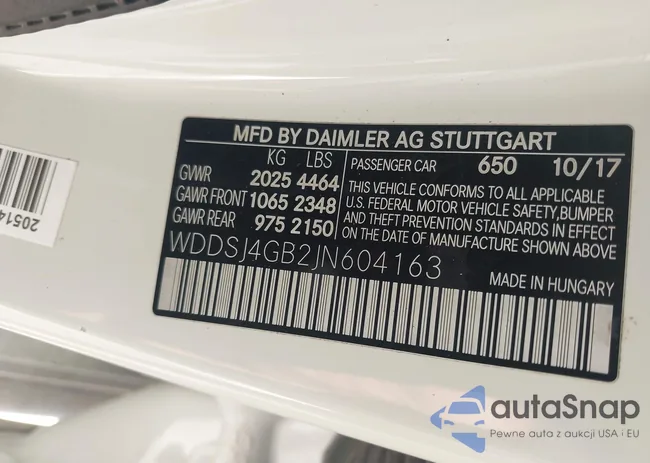 MFD BY DAIMLER AG STUTTGART
KG LBS
GVWR 2025 4464
GAWR FRONT 1065 2348
GAWR REAR 975 2150
PASSENGER CAR 650 10/17
THIS VEHICLE CONFORMS TO ALL APPLICABLE
U.S. FEDERAL MOTOR VEHICLE SAFETY, BUMPER
AND THEFT PREVENTION STANDARDS IN EFFECT
ON THE DATE OF MANUFACTURE SHOWN ABOVE
WDDSJ4GB2JN604163
MADE IN HUNGARY
20514
autaSnap
Pewne auta z aukcji USA i EU